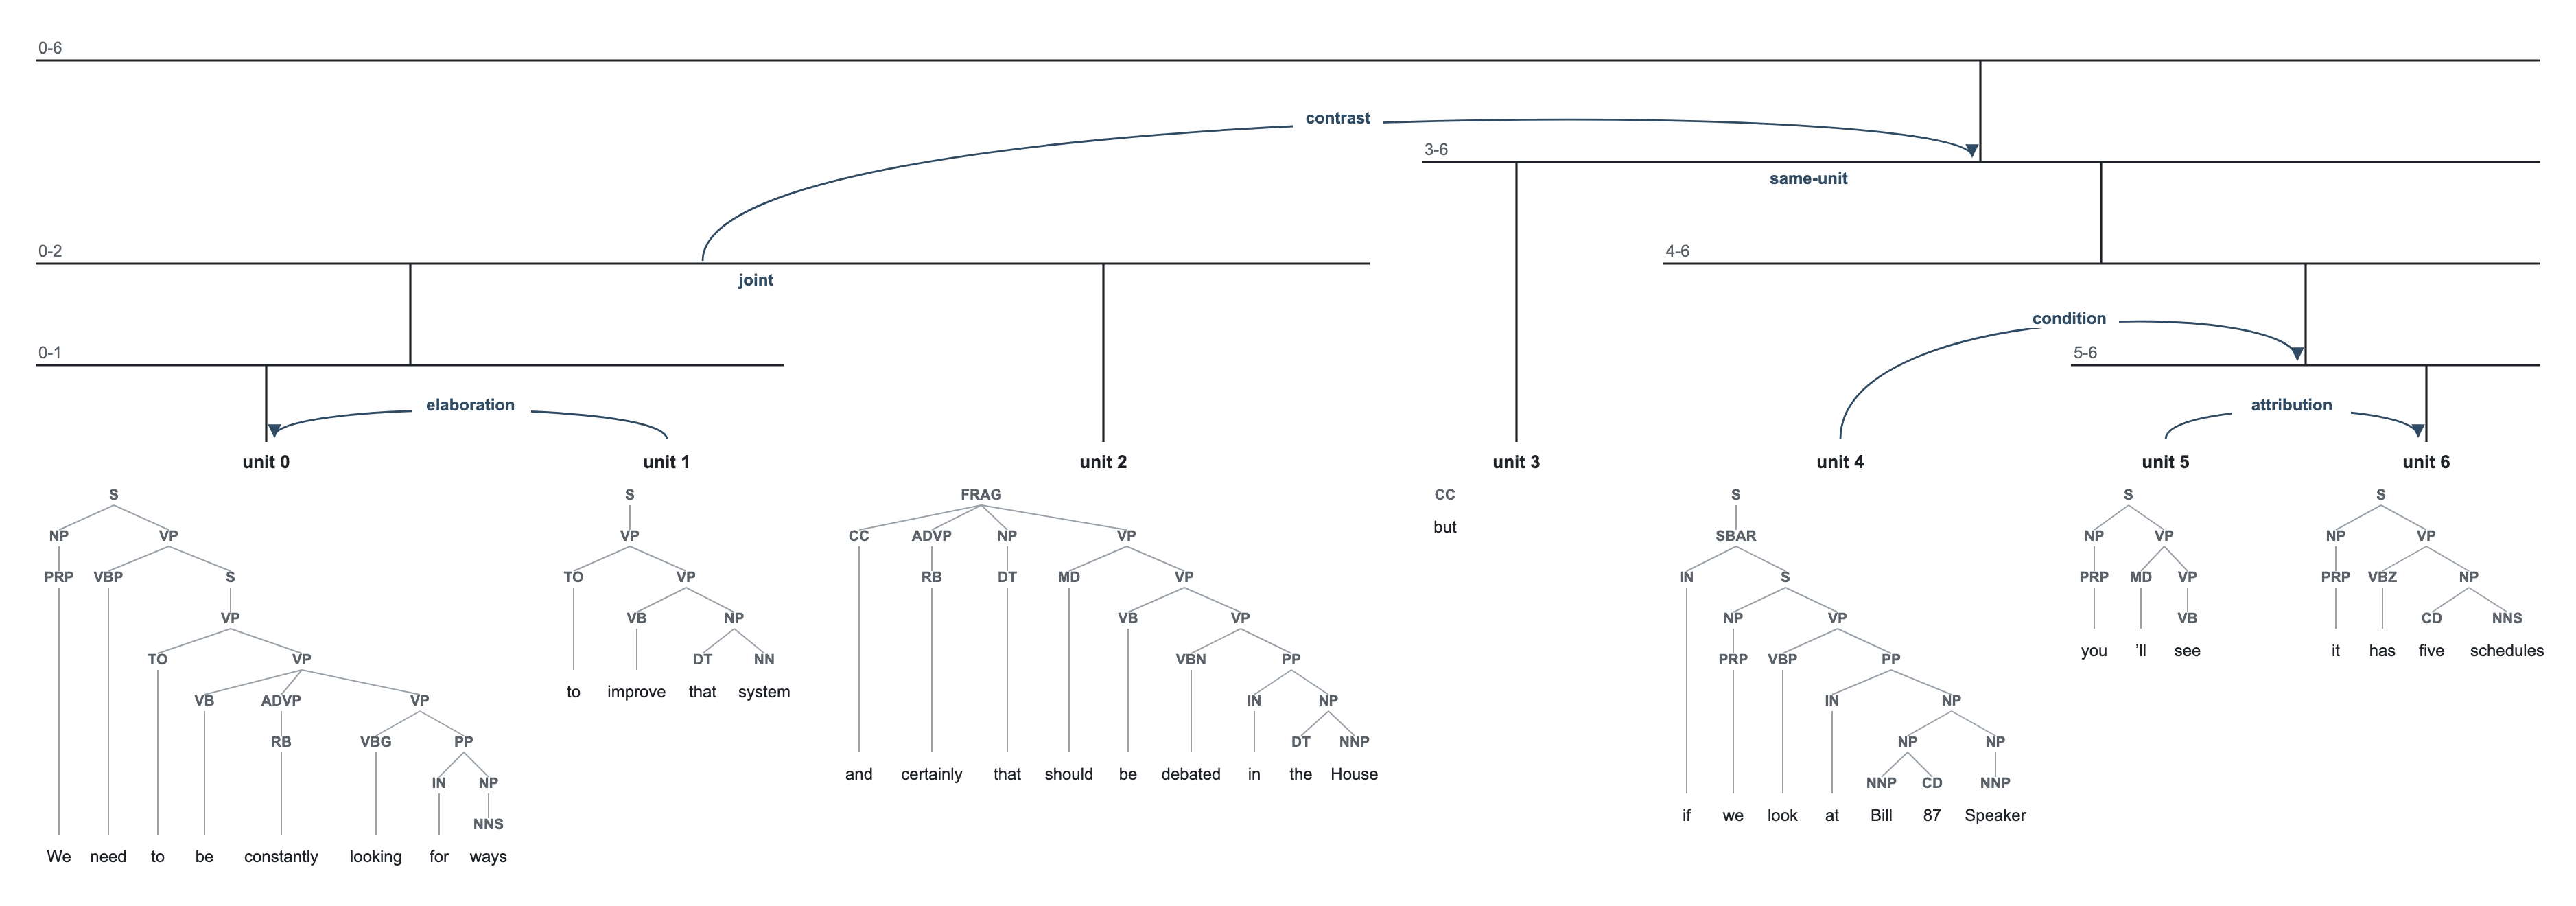 0-6
contrast
3-6
same-unit
0-2 4-6
joint
condition
0-1 5-6
elaboration attribution
unit 0 unit 1 unit 2 unit 3 unit 4 unit 5 unit 6
S S FRAG CC S S S
but
NP VP VP CC ADVP NP VP SBAR NP VP NP VP
PRP VBP S TO VP RB DT MD VP IN S PRP MD VP PRP VBZ NP
VP VB NP VB VP NP VP VB CD NNS
you ’ll see it has five schedules
TO VP DT NN VBN PP PRP VBP PP
to improve that system
VB ADVP VP IN NP IN NP
RB VBG PP DT NNP NP NP
and certainly that should be debated in the House
IN NP NNP CD NNP
if we look at Bill 87 Speaker
NNS
We need to be constantly looking for ways